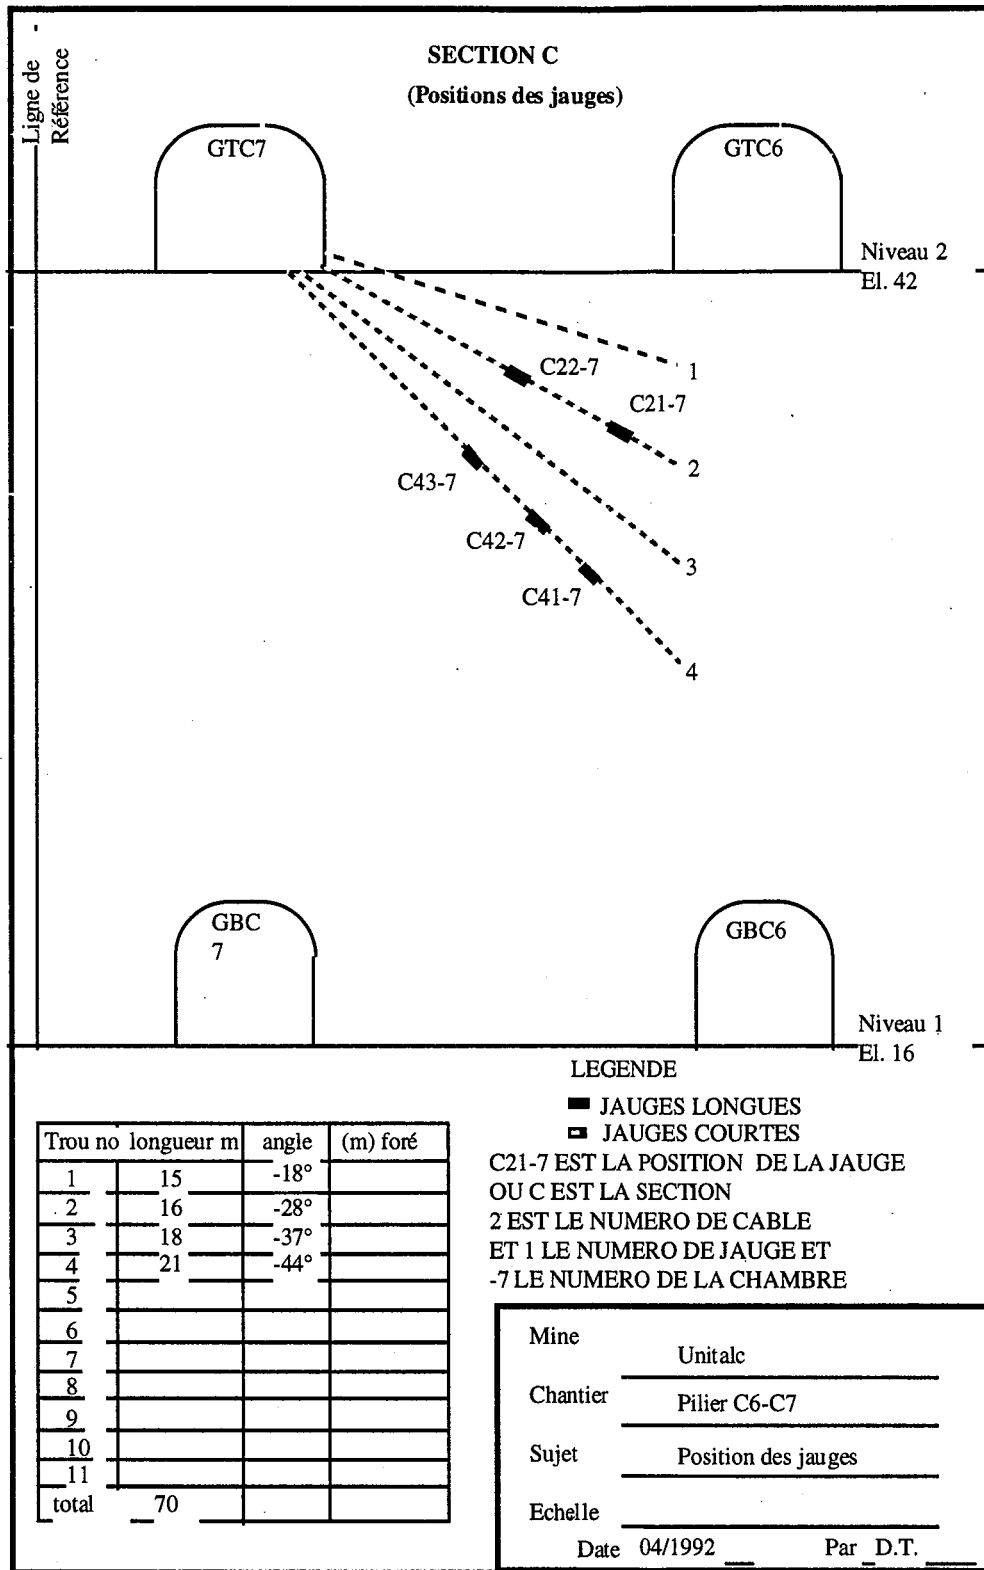 Ligne de
Référence
SECTION C
(Positions des jauges)
GTC7
GTC6
Niveau 2
El. 42
C22-7
1
C21-7
2
C43-7
C42-7
3
C41-7
4
GBC
7
GBC6
Niveau 1
El. 16
LEGENDE
JAUGES LONGUES
JAUGES COURTES
C21-7 EST LA POSITION DE LA JAUGE
OU C EST LA SECTION
2 EST LE NUMERO DE CABLE
ET 1 LE NUMERO DE JAUGE ET
-7 LE NUMERO DE LA CHAMBRE
Trou no longueur m angle (m) foré
1 15 -18°
2 16 -28°
3 18 -37°
4 21 -44°
5
6
7
8
9
10
11
total 70
Mine Unitalc
Chantier Pilier C6-C7
Sujet Position des jauges
Echelle
Date 04/1992 Par D.T.